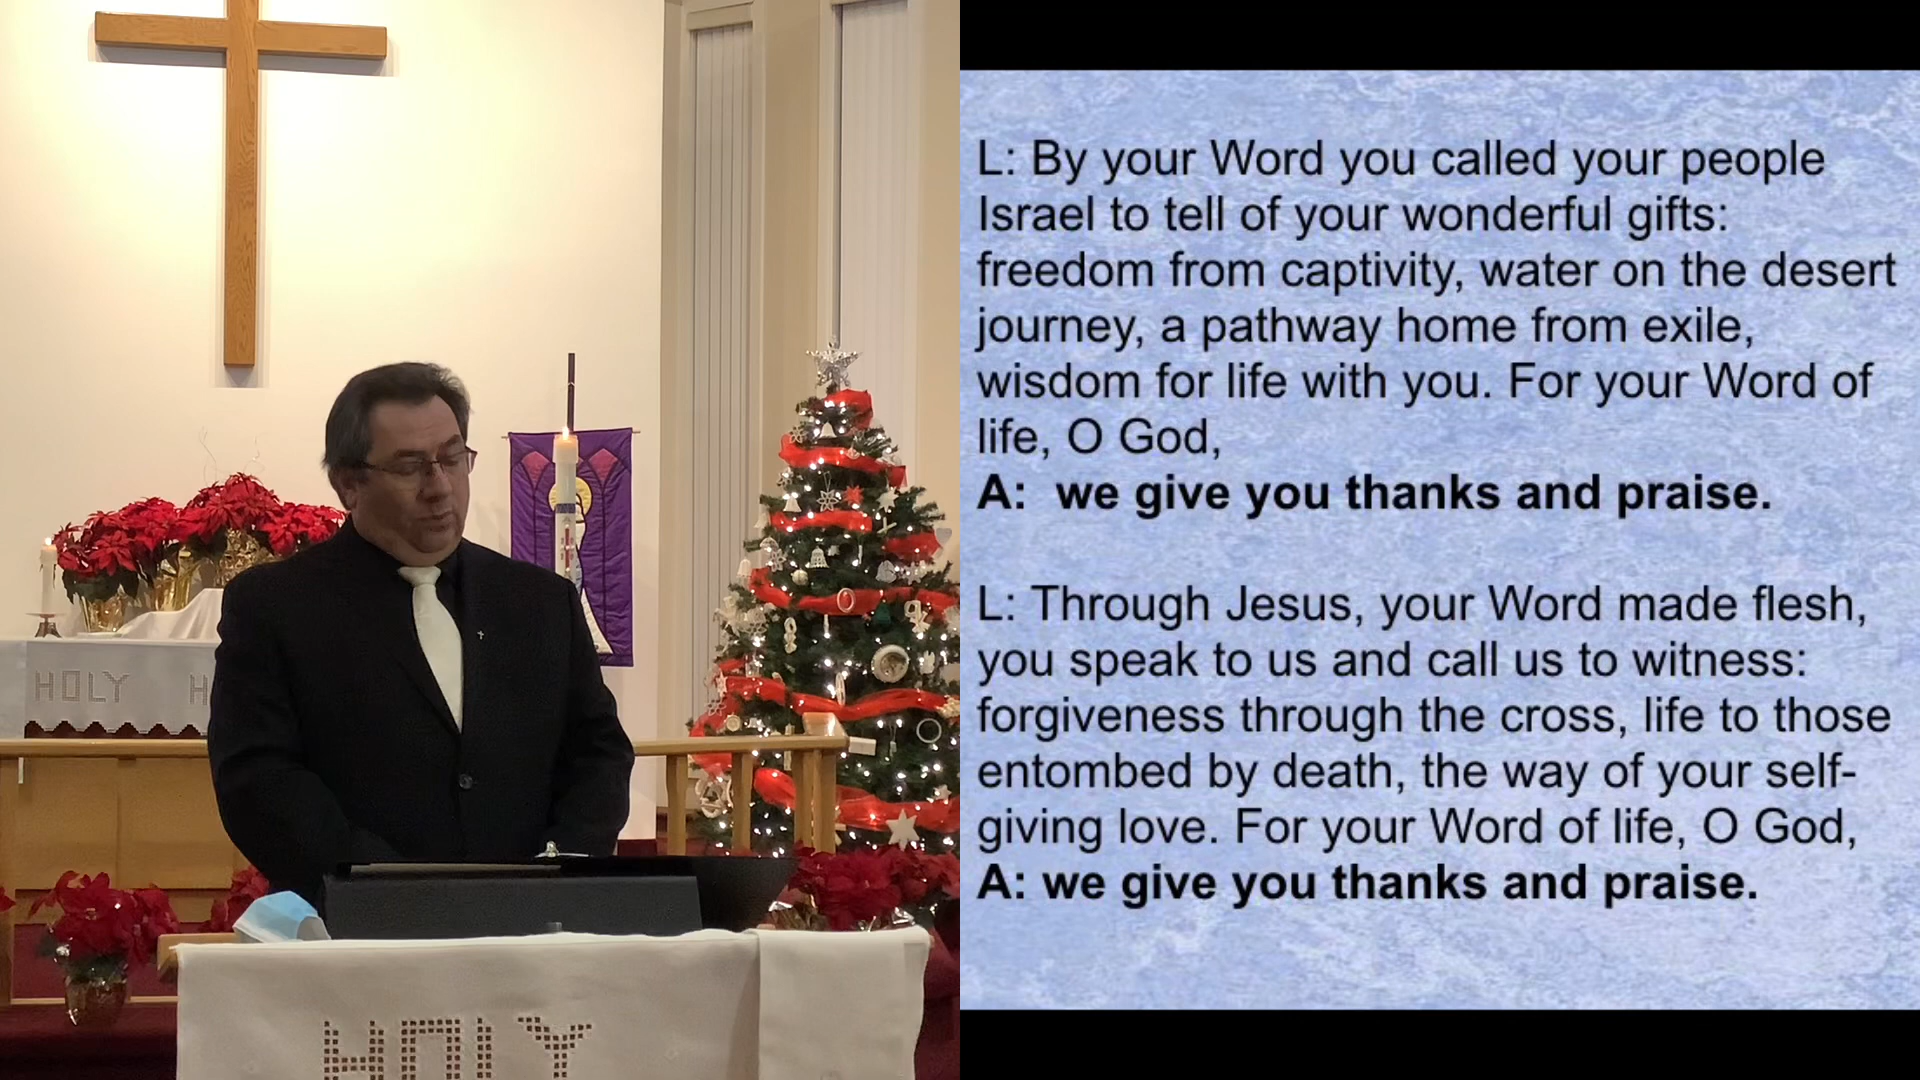 HOLY H
HOLY
L: By your Word you called your people
Israel to tell of your wonderful gifts:
freedom from captivity, water on the desert
journey, a pathway home from exile,
wisdom for life with you. For your Word of
life, O God,
A:  we give you thanks and praise.
L: Through Jesus, your Word made flesh,
you speak to us and call us to witness:
forgiveness through the cross, life to those
entombed by death, the way of your self-
giving love. For your Word of life, O God,
A: we give you thanks and praise.